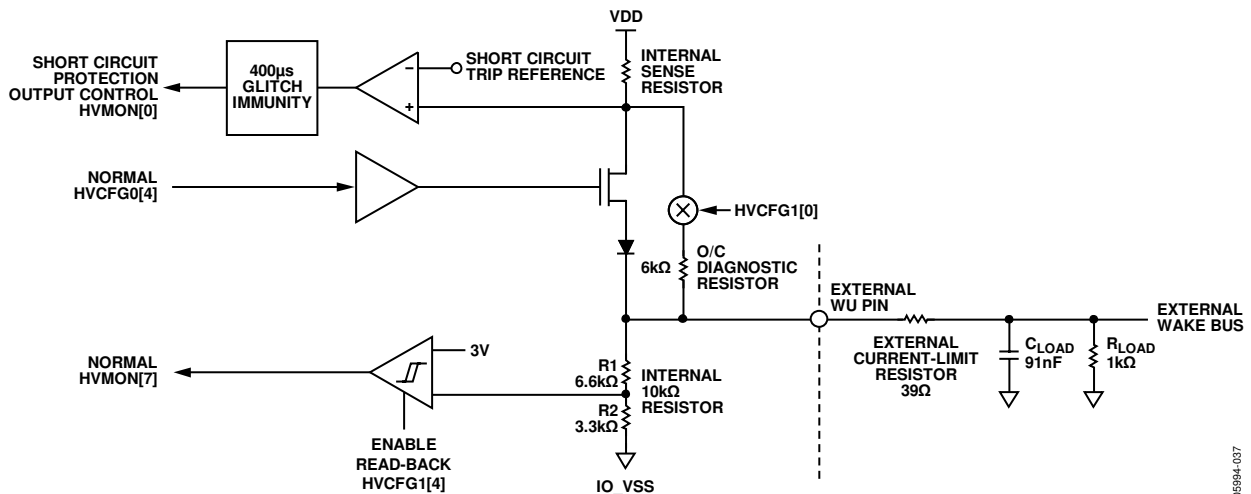 VDD
SHORT CIRCUIT
PROTECTION
OUTPUT CONTROL
HVMON[0]
400µs
GLITCH
IMMUNITY
–
+
SHORT CIRCUIT
TRIP REFERENCE
INTERNAL
SENSE
RESISTOR
NORMAL
HVCFG0[4]
HVCFG1[0]
6kΩ
O/C
DIAGNOSTIC
RESISTOR
EXTERNAL
WU PIN
EXTERNAL
WAKE BUS
EXTERNAL
CURRENT-LIMIT
RESISTOR
39Ω
CLOAD
91nF
RLOAD
1kΩ
NORMAL
HVMON[7]
3V
R1
6.6kΩ
INTERNAL
10kΩ
RESISTOR
R2
3.3kΩ
ENABLE
READ-BACK
HVCFG1[4]
IO_VSS